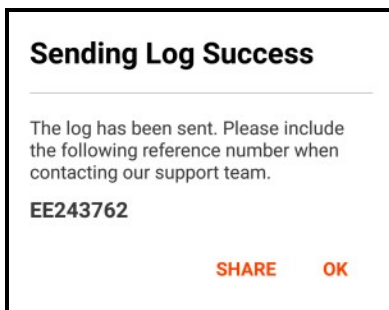 Sending Log Success
The log has been sent. Please include
the following reference number when
contacting our support team.
EE243762
SHARE OK